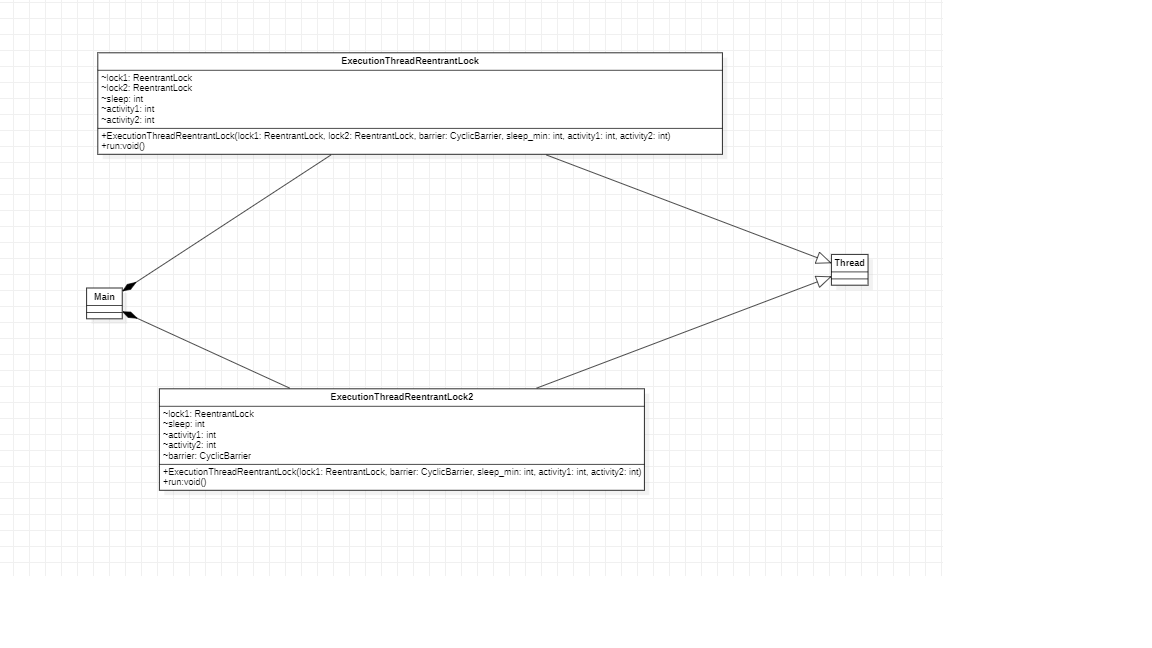 ExecutionThreadReentrantLock
~lock1: ReentrantLock
~lock2: ReentrantLock
~sleep: int
~activity1: int
~activity2: int
+ExecutionThreadReentrantLock(lock1: ReentrantLock, lock2: ReentrantLock, barrier: CyclicBarrier, sleep_min: int, activity1: int, activity2: int)
+run:void()
Thread
Main
ExecutionThreadReentrantLock2
~lock1: ReentrantLock
~sleep: int
~activity1: int
~activity2: int
~barrier: CyclicBarrier
+ExecutionThreadReentrantLock(lock1: ReentrantLock, barrier: CyclicBarrier, sleep_min: int, activity1: int, activity2: int)
+run:void()